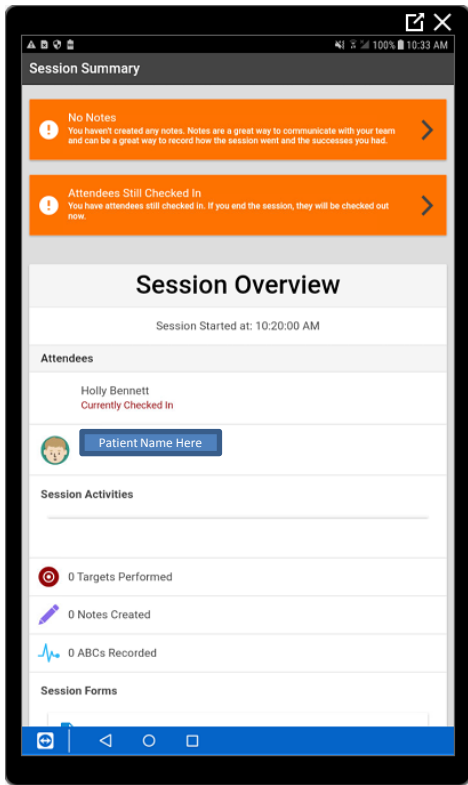 100% 10:33 AM
Session Summary
No Notes
You haven't created any notes. Notes are a great way to communicate with your team
and can be a great way to record how the session went and the successes you had.
Attendees Still Checked In
You have attendees still checked in. If you end the session, they will be checked out
now.
Session Overview
Session Started at: 10:20:00 AM
Attendees
Holly Bennett
Currently Checked In
Patient Name Here
Session Activities
0 Targets Performed
0 Notes Created
0 ABCs Recorded
Session Forms